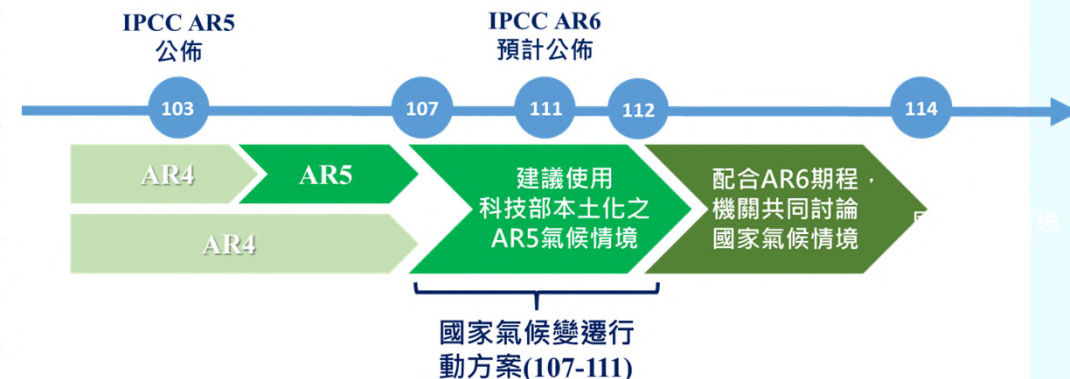 IPCC AR5
公佈
IPCC AR6
預計公佈
103
107
111
112
114
AR4
AR5
AR4
建議使用
科技部本土化之
AR5氣候情境
配合AR6期程，
機關共同討論
國家氣候情境
國家氣候變遷行
動方案(107-111)